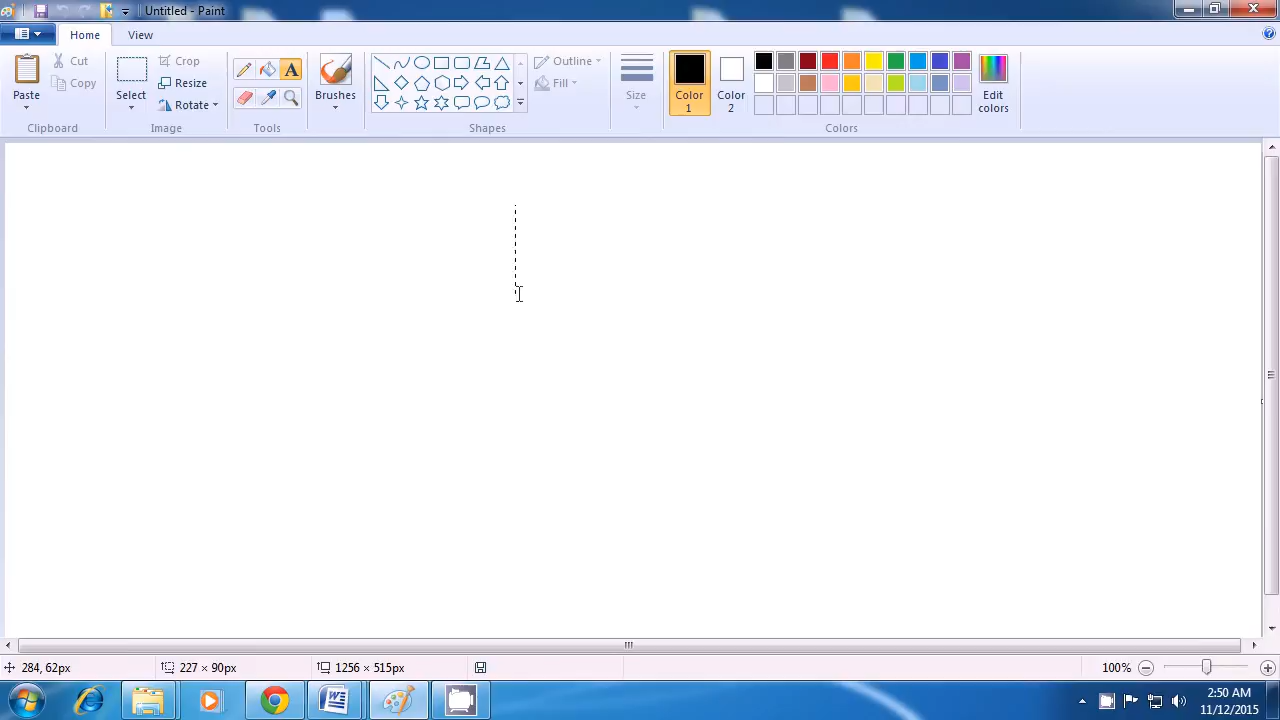 Untitled - Paint
Home
View
Paste
Cut
Copy
Clipboard
Select
Crop
Resize
Rotate
Image
A
Tools
Brushes
Shapes
Outline
Fill
Size
Color
1
Color
2
Edit
colors
Colors
284, 62px
227 × 90px
1256 × 515px
100%
2:50 AM
11/12/2015